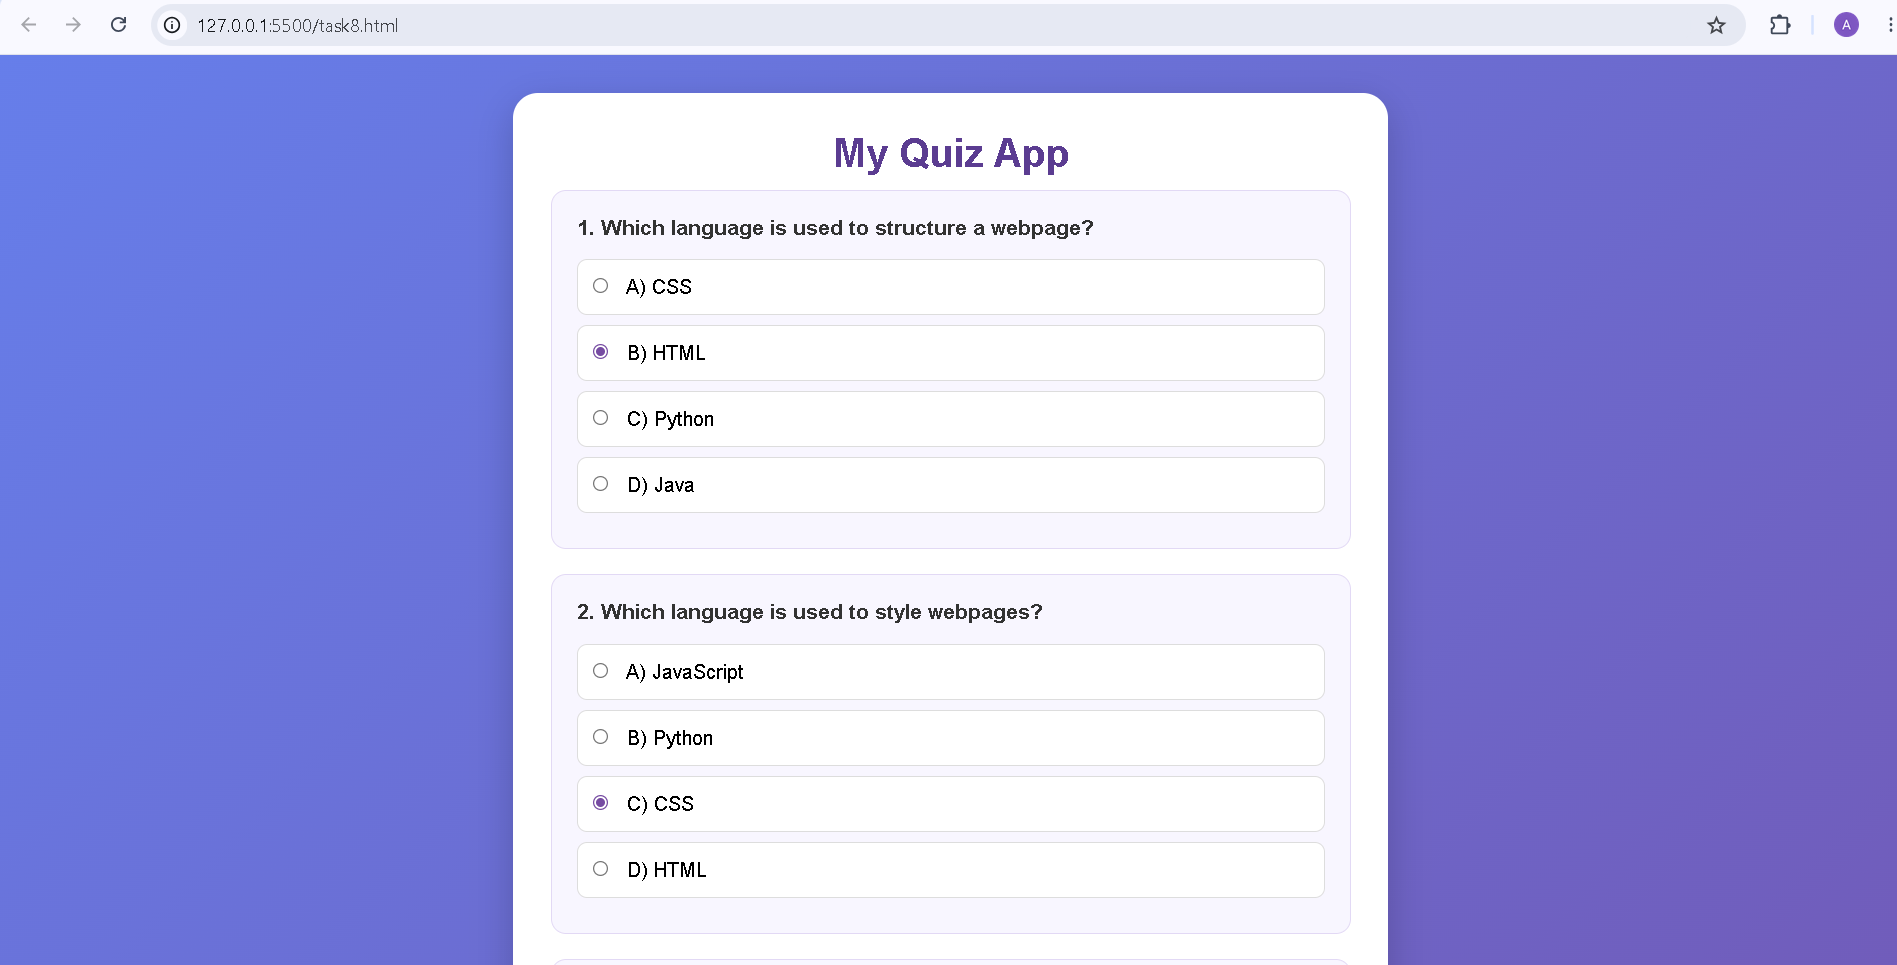 127.0.0.1:5500/task8.html
A
My Quiz App
1. Which language is used to structure a webpage?
A) CSS
B) HTML
C) Python
D) Java
2. Which language is used to style webpages?
A) JavaScript
B) Python
C) CSS
D) HTML